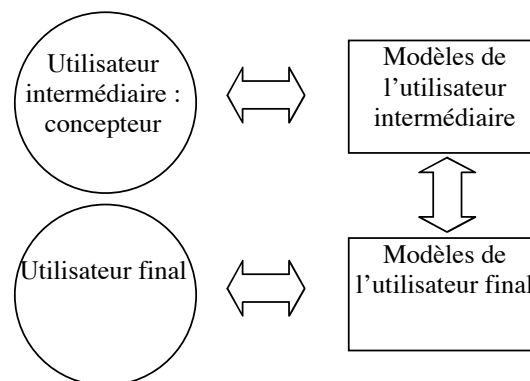 Utilisateur
intermédiaire :
concepteur
Modèles de
l’utilisateur
intermédiaire
Utilisateur final
Modèles de
l’utilisateur final